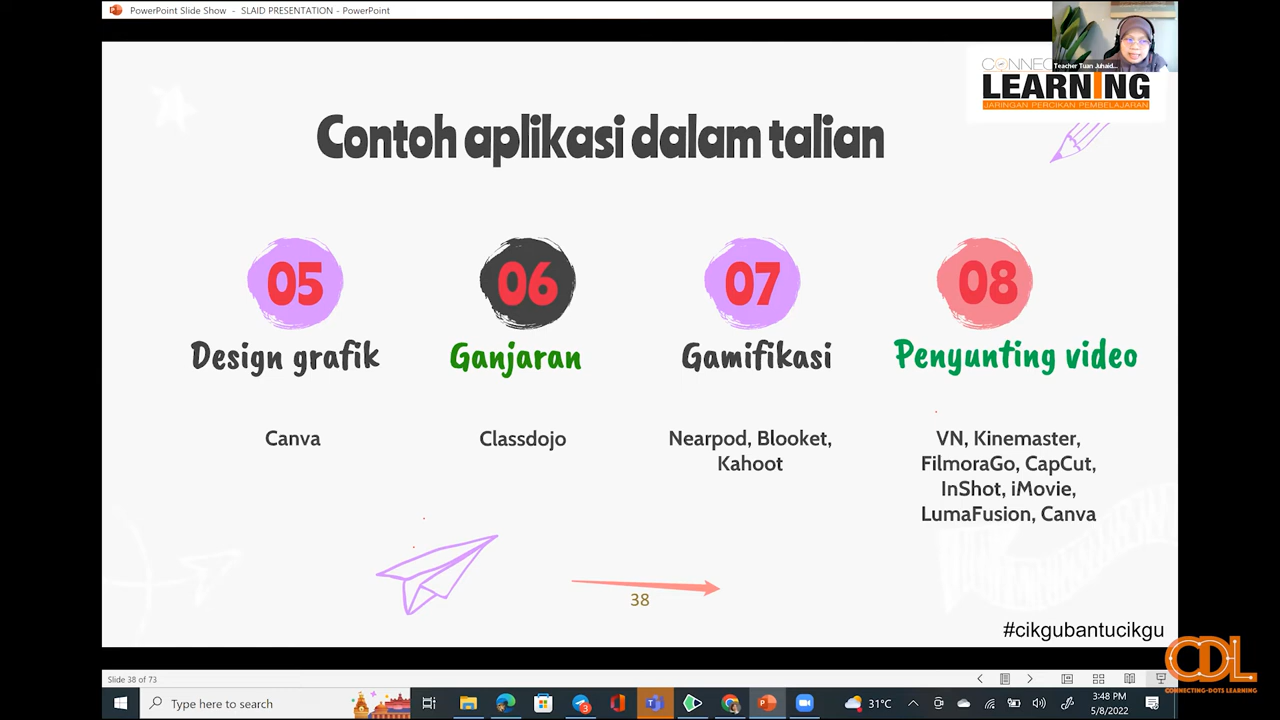 PowerPoint Slide Show - SLAID PRESENTATION - PowerPoint
Teacher Tuan Juhaid...
LEARNING
JARINGAN PERCIKAN PEMBELAJARAN
Contoh aplikasi dalam talian
05
06
07
08
Design grafik
Ganjaran
Gamifikasi
Penyunting video
Canva
Classdojo
Nearpod, Blooket,
Kahoot
VN, Kinemaster,
FilmoraGo, CapCut,
InShot, iMovie,
LumaFusion, Canva
38
#cikgubantucikgu
CDL
CONNECTING-DOTS LEARNING
Slide 38 of 73
Type here to search
3
31°C
3:48 PM
5/8/2022